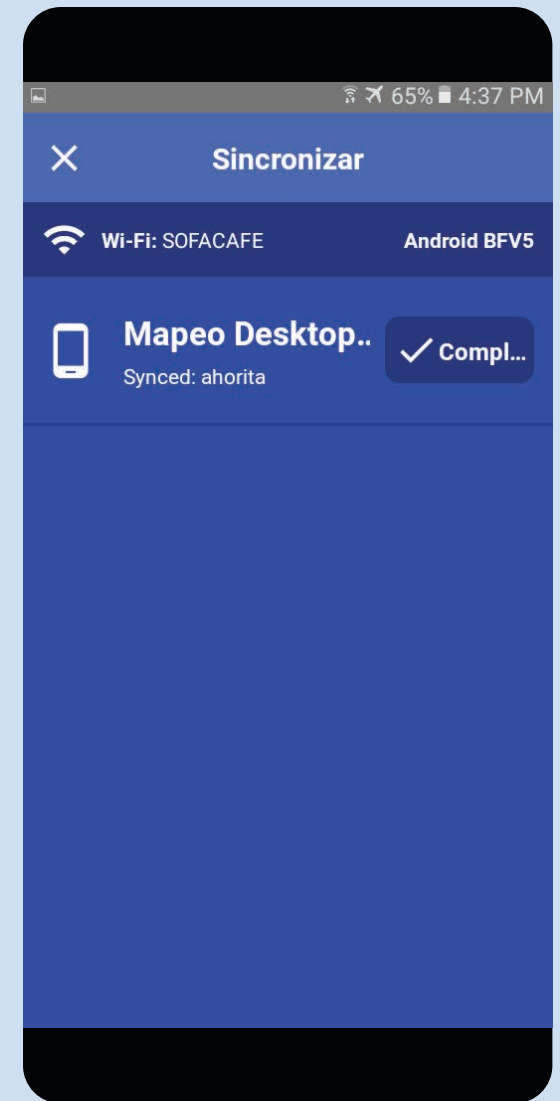 65% 4:37 PM
Sincronizar
Wi-Fi: SOFACAFE Android BFV5
Mapeo Desktop.. Compl...
Synced: ahorita